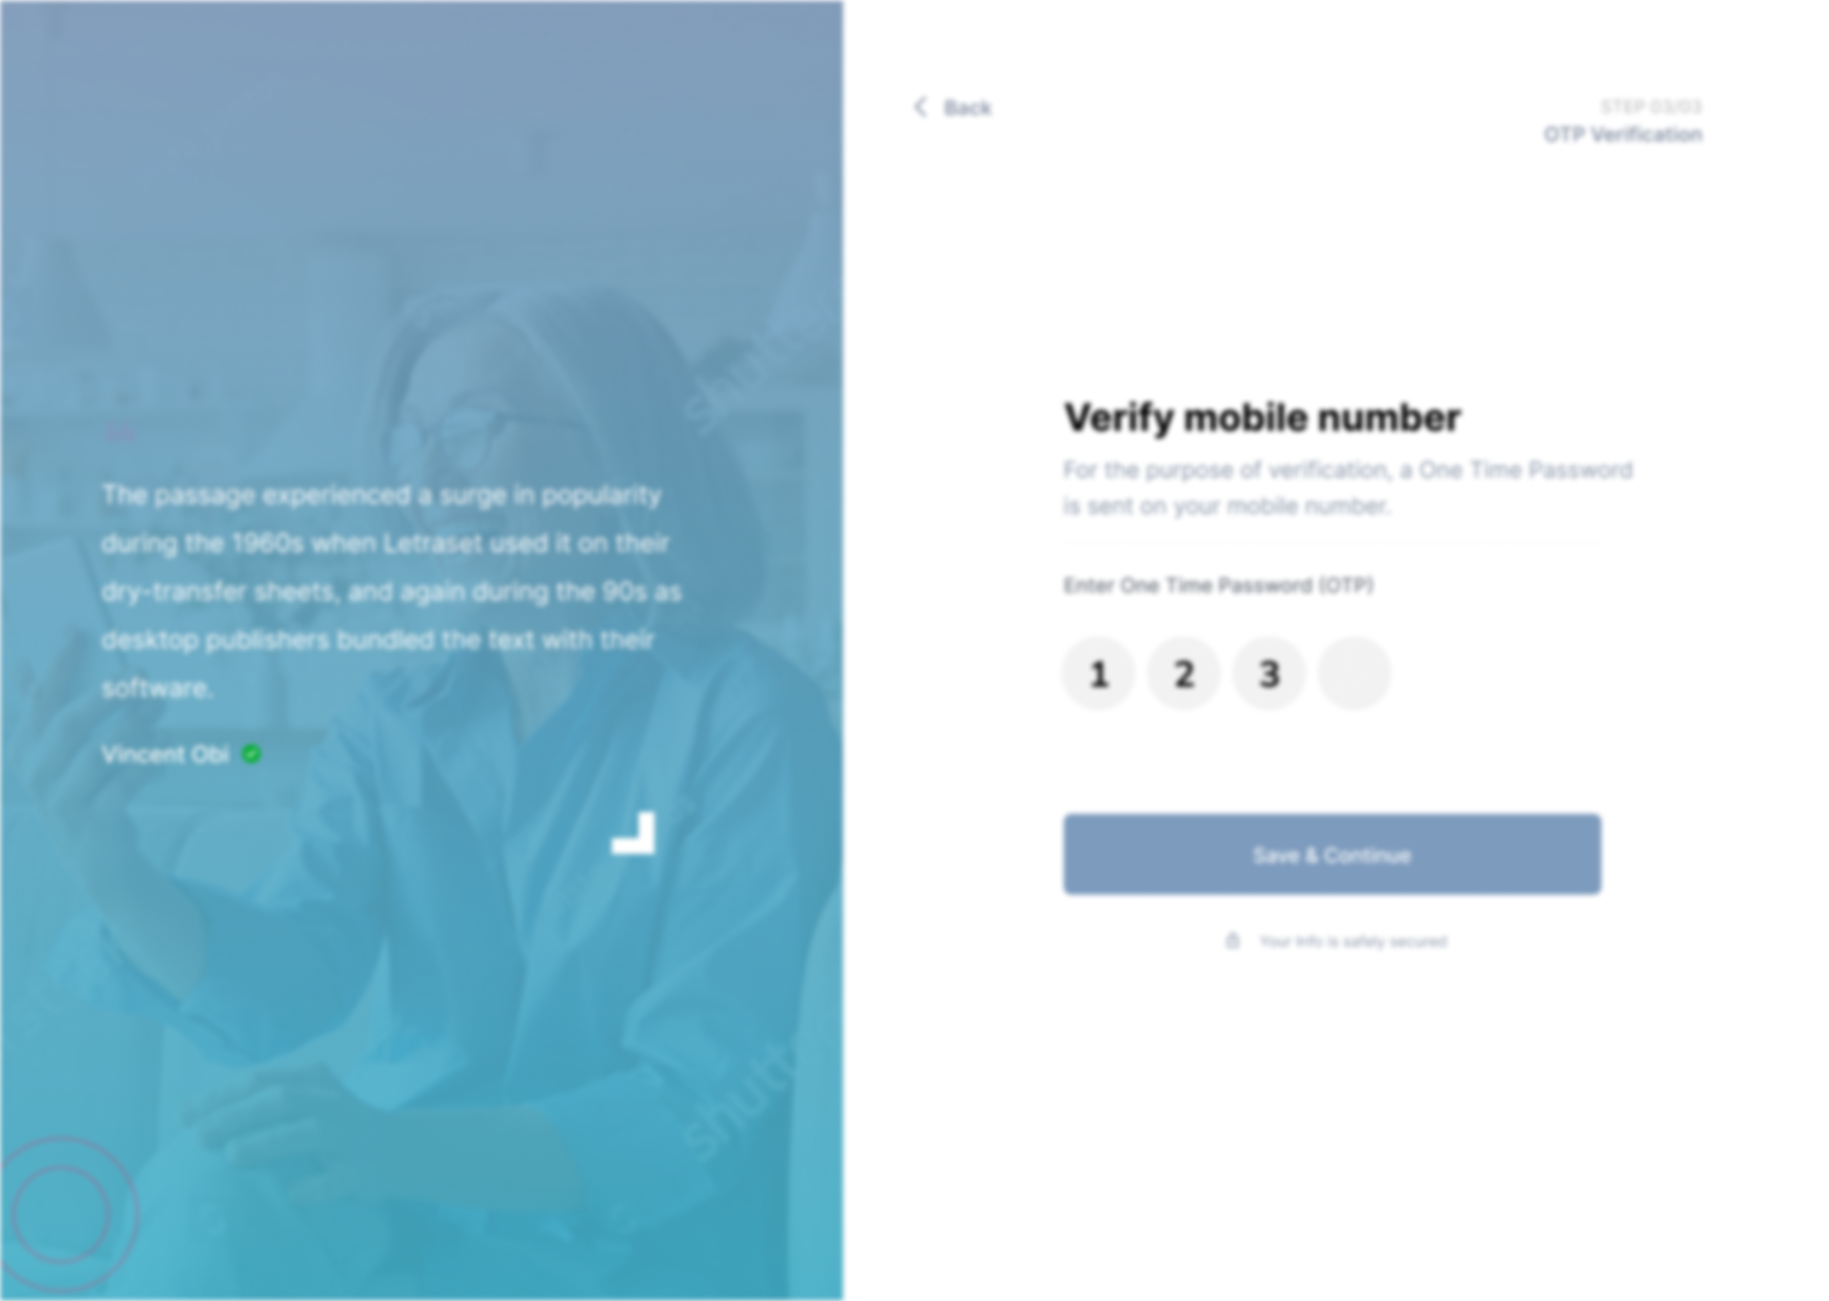 Back
STEP 03/03
OTP Verification
The passage experienced a surge in popularity
during the 1960s when Letraset used it on their
dry-transfer sheets, and again during the 90s as
desktop publishers bundled the text with their
software.
Vincent Obi
Verify mobile number
For the purpose of verification, a One Time Password
is sent on your mobile number.
Enter One Time Password (OTP)
1 2 3
Save & Continue
Your Info is safely secured
shutt